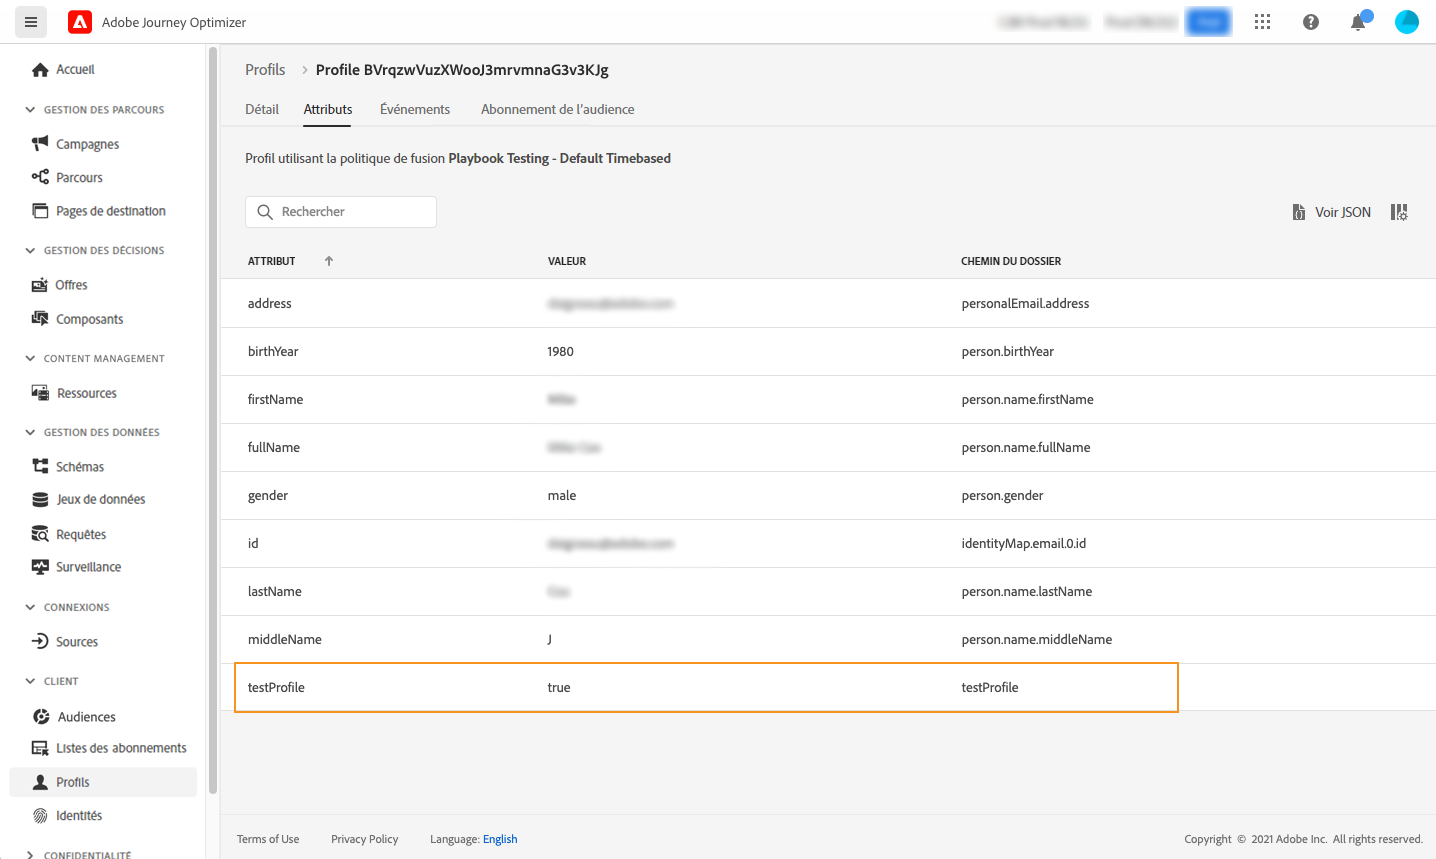 Adobe Journey Optimizer
Accueil
GESTION DES PARCOURS
Campagnes
Parcours
Pages de destination
GESTION DES DÉCISIONS
Offres
Composants
CONTENT MANAGEMENT
Ressources
GESTION DES DONNÉES
Schémas
Jeux de données
Requêtes
Surveillance
CONNEXIONS
Sources
CLIENT
Audiences
Listes des abonnements
Profils
Identités
CONFIDENTIALITÉ
Profils > Profile BVrqzwVuzXWooJ3mrvmnaG3v3KJg
Détail Attributs Événements Abonnement de l'audience
Profil utilisant la politique de fusion Playbook Testing - Default Timebased
Rechercher Voir JSON
ATTRIBUT VALEUR CHEMIN DU DOSSIER
address personalEmail.address
birthYear 1980 person.birthYear
firstName person.name.firstName
fullName person.name.fullName
gender male person.gender
id identityMap.email.0.id
lastName person.name.lastName
middleName J person.name.middleName
testProfile true testProfile
Terms of Use Privacy Policy Language: English Copyright © 2021 Adobe Inc. All rights reserved.